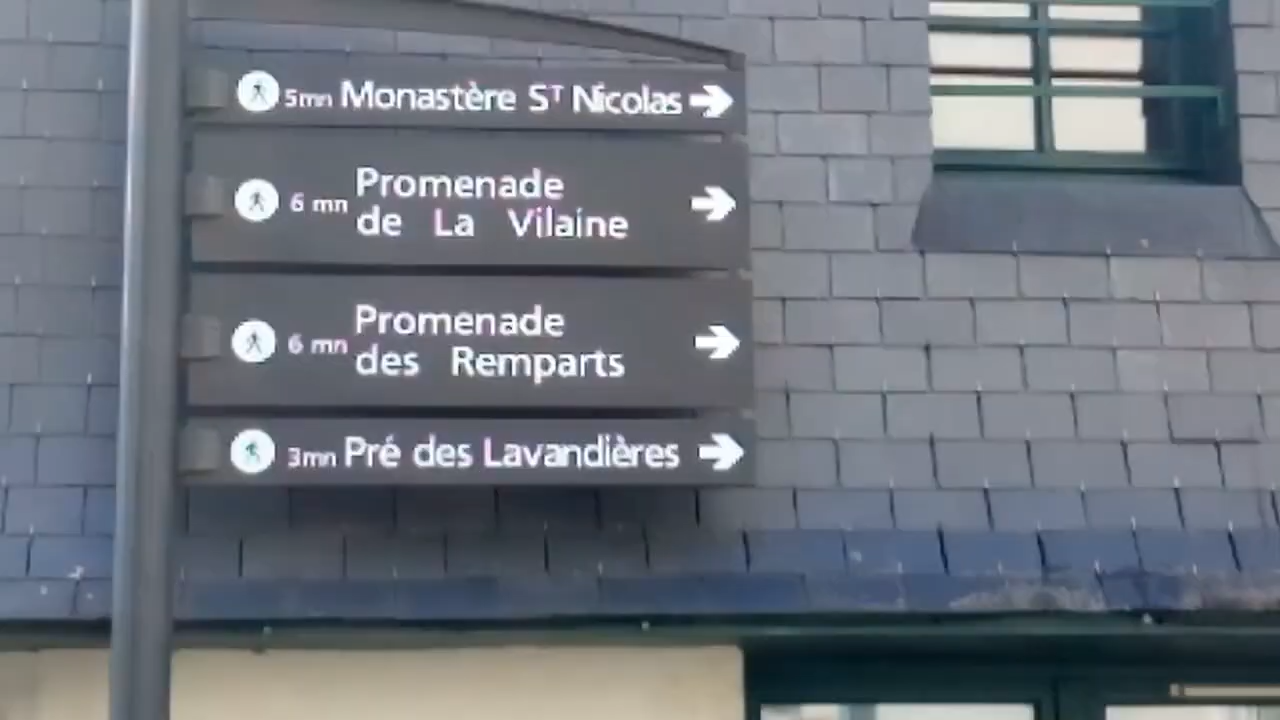 5mn Monastère Sᵀ Nicolas
6 mn Promenade
de La Vilaine
6 mn Promenade
des Remparts
3mn Pré des Lavandières